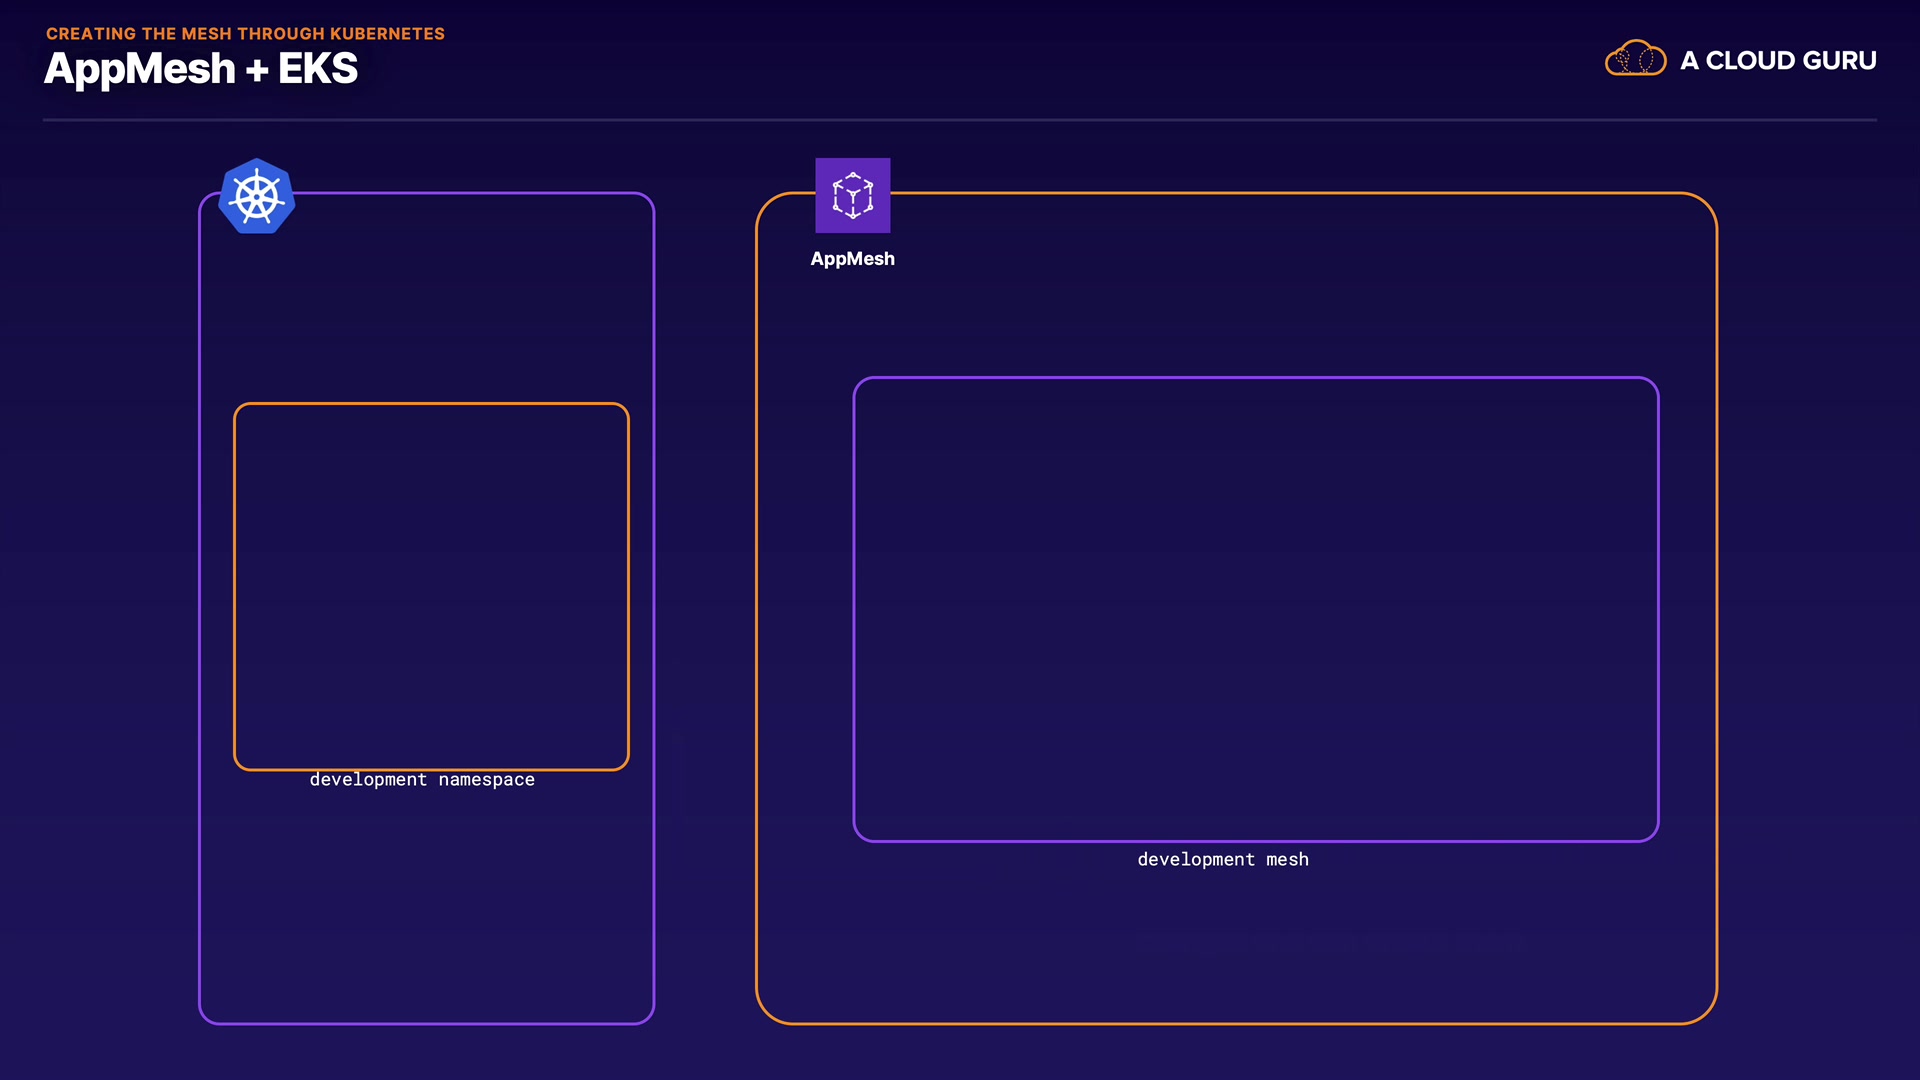 CREATING THE MESH THROUGH KUBERNETES
AppMesh + EKS
A CLOUD GURU
AppMesh
development namespace
development mesh